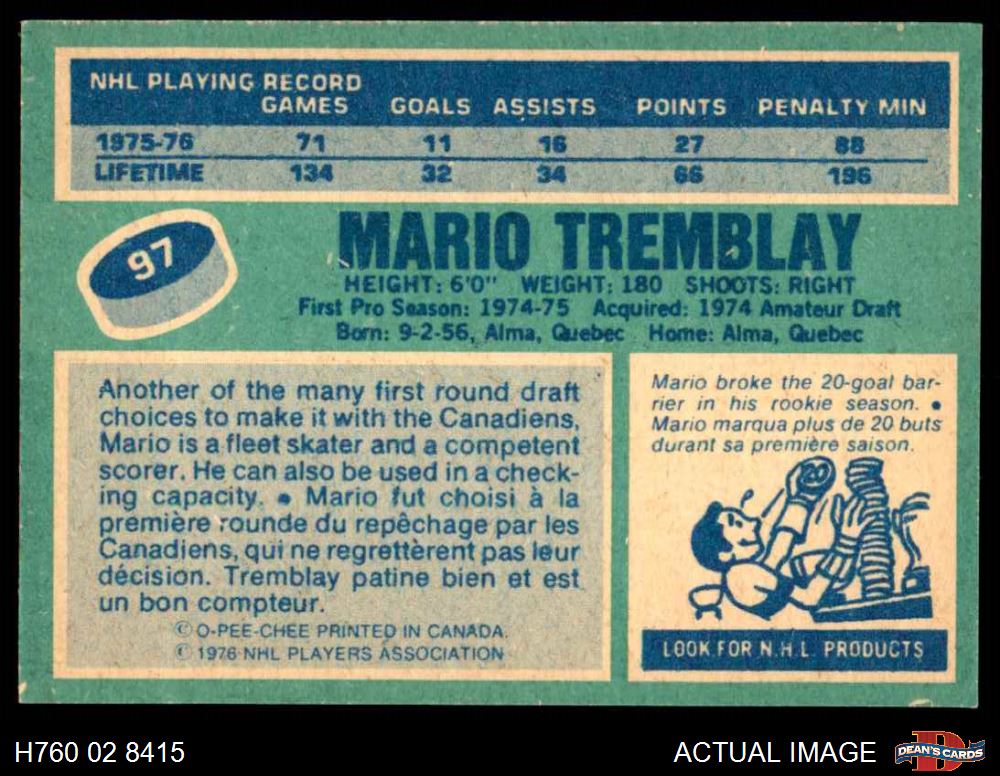 NHL PLAYING RECORD
GAMES GOALS ASSISTS POINTS PENALTY MIN
1975-76 71 11 16 27 88
LIFETIME 134 32 34 66 196
97
MARIO TREMBLAY
HEIGHT: 6'0" WEIGHT: 180 SHOOTS: RIGHT
First Pro Season: 1974-75 Acquired: 1974 Amateur Draft
Born: 9-2-56, Alma, Quebec Home: Alma, Quebec
Another of the many first round draft
choices to make it with the Canadiens,
Mario is a fleet skater and a competent
scorer. He can also be used in a check-
ing capacity. • Mario fut choisi à la
première rounde du repêchage par les
Canadiens, qui ne regrettèrent pas leur
décision. Tremblay patine bien et est
un bon compteur.
© O-PEE-CHEE PRINTED IN CANADA.
© 1976 NHL PLAYERS ASSOCIATION
Mario broke the 20-goal bar-
rier in his rookie season. •
Mario marqua plus de 20 buts
durant sa première saison.
20
LOOK FOR N.H.L. PRODUCTS
H760 02 8415
ACTUAL IMAGE
D
DEAN'S CARDS